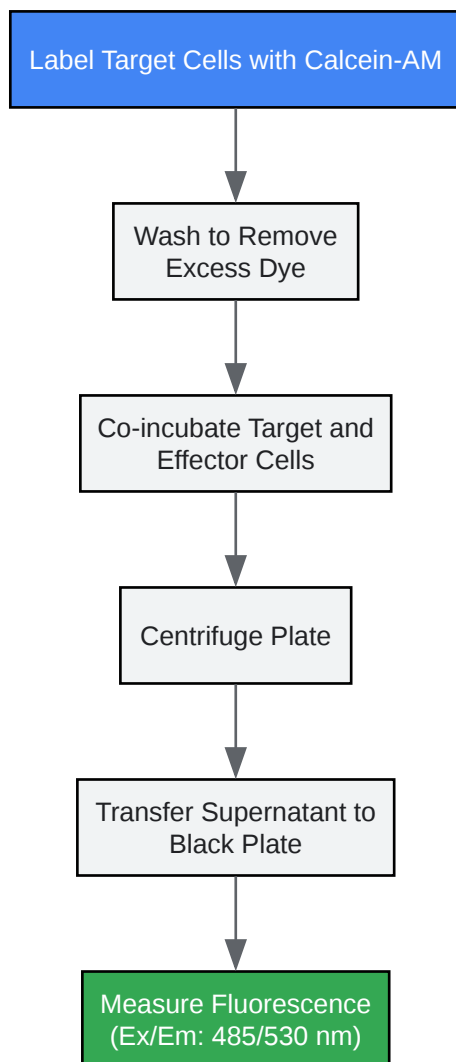 Label Target Cells with Calcein-AM
Wash to Remove
Excess Dye
Co-incubate Target and
Effector Cells
Centrifuge Plate
Transfer Supernatant to
Black Plate
Measure Fluorescence
(Ex/Em: 485/530 nm)